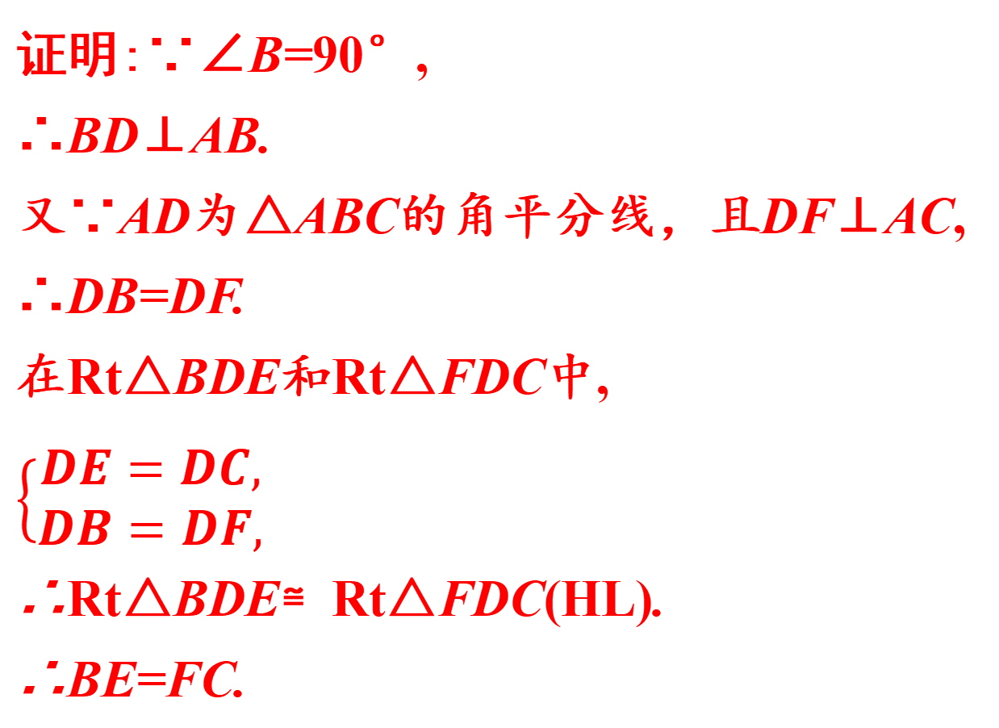 证明:∵∠B=90°,
∴BD⊥AB.
又∵AD为△ABC的角平分线，且DF⊥AC,
∴DB=DF.
在Rt△BDE和Rt△FDC中,
DE = DC,
DB = DF,
∴Rt△BDE≌ Rt△FDC(HL).
∴BE=FC.